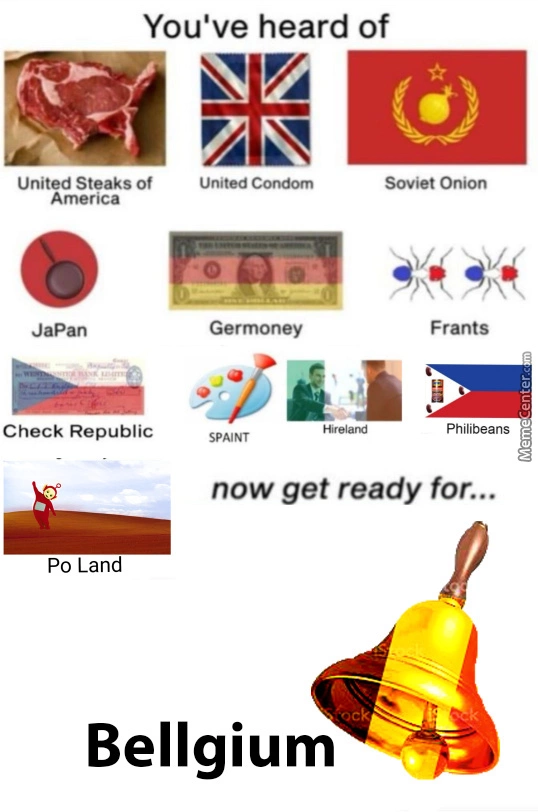 You've heard of
United Steaks of
America
United Condom
Soviet Onion
JaPan
Germoney
Frants
Check Republic
SPAINT
Hireland
Philibeans
MemeCenter.com
Po Land
now get ready for...
iStock
Bellgium